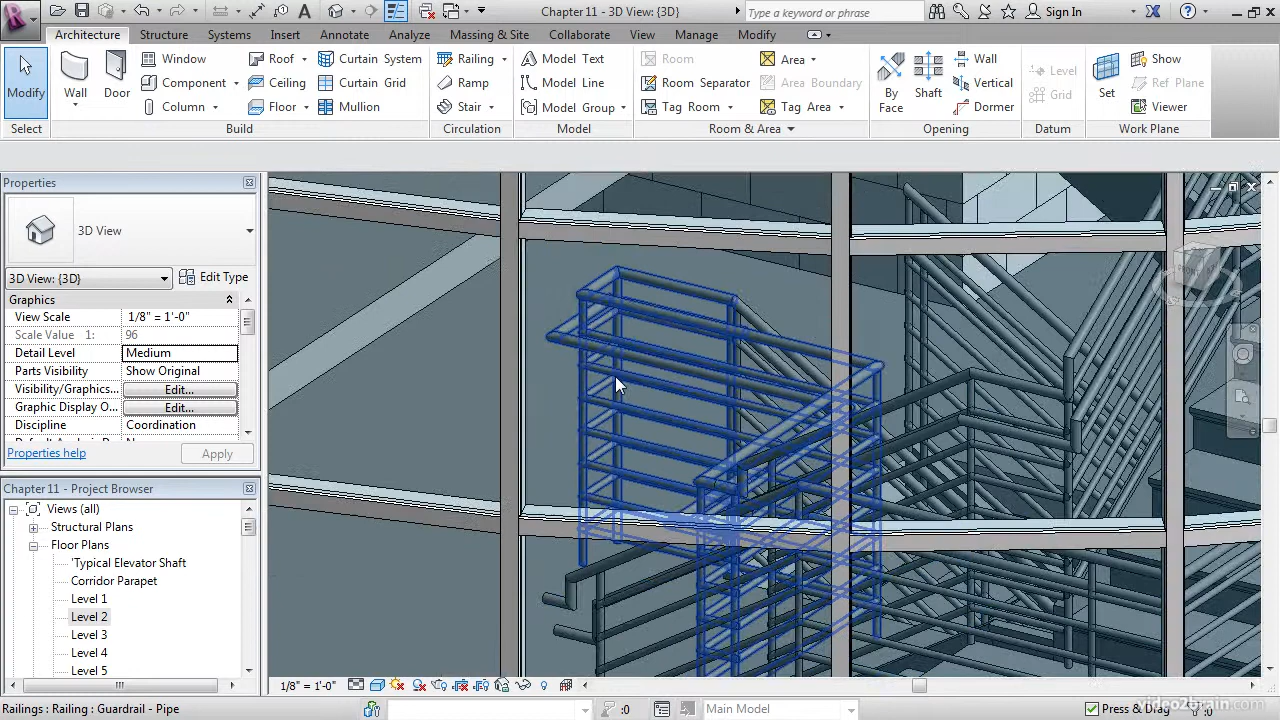 Chapter 11 - 3D View: {3D}
Type a keyword or phrase
Sign In
Architecture Structure Systems Insert Annotate Analyze Massing & Site Collaborate View Manage Modify
Modify
Wall
Door
Window
Component
Column
Roof
Ceiling
Floor
Curtain System
Curtain Grid
Mullion
Railing
Ramp
Stair
Model Text
Model Line
Model Group
Room
Room Separator
Tag Room
Area
Area Boundary
Tag Area
By Face
Shaft
Wall
Vertical
Dormer
Level
Grid
Set
Show
Ref Plane
Viewer
Select Build Circulation Model Room & Area Opening Datum Work Plane
Properties
3D View
3D View: {3D} Edit Type
Graphics
View Scale 1/8" = 1'-0"
Scale Value 1: 96
Detail Level Medium
Parts Visibility Show Original
Visibility/Graphics... Edit...
Graphic Display O... Edit...
Discipline Coordination
Properties help Apply
Chapter 11 - Project Browser
Views (all)
Structural Plans
Floor Plans
'Typical Elevator Shaft
Corridor Parapet
Level 1
Level 2
Level 3
Level 4
Level 5
1/8" = 1'-0"
Railings : Railing : Guardrail - Pipe
:0
Main Model
Press & Drag
:0
video2brain.com